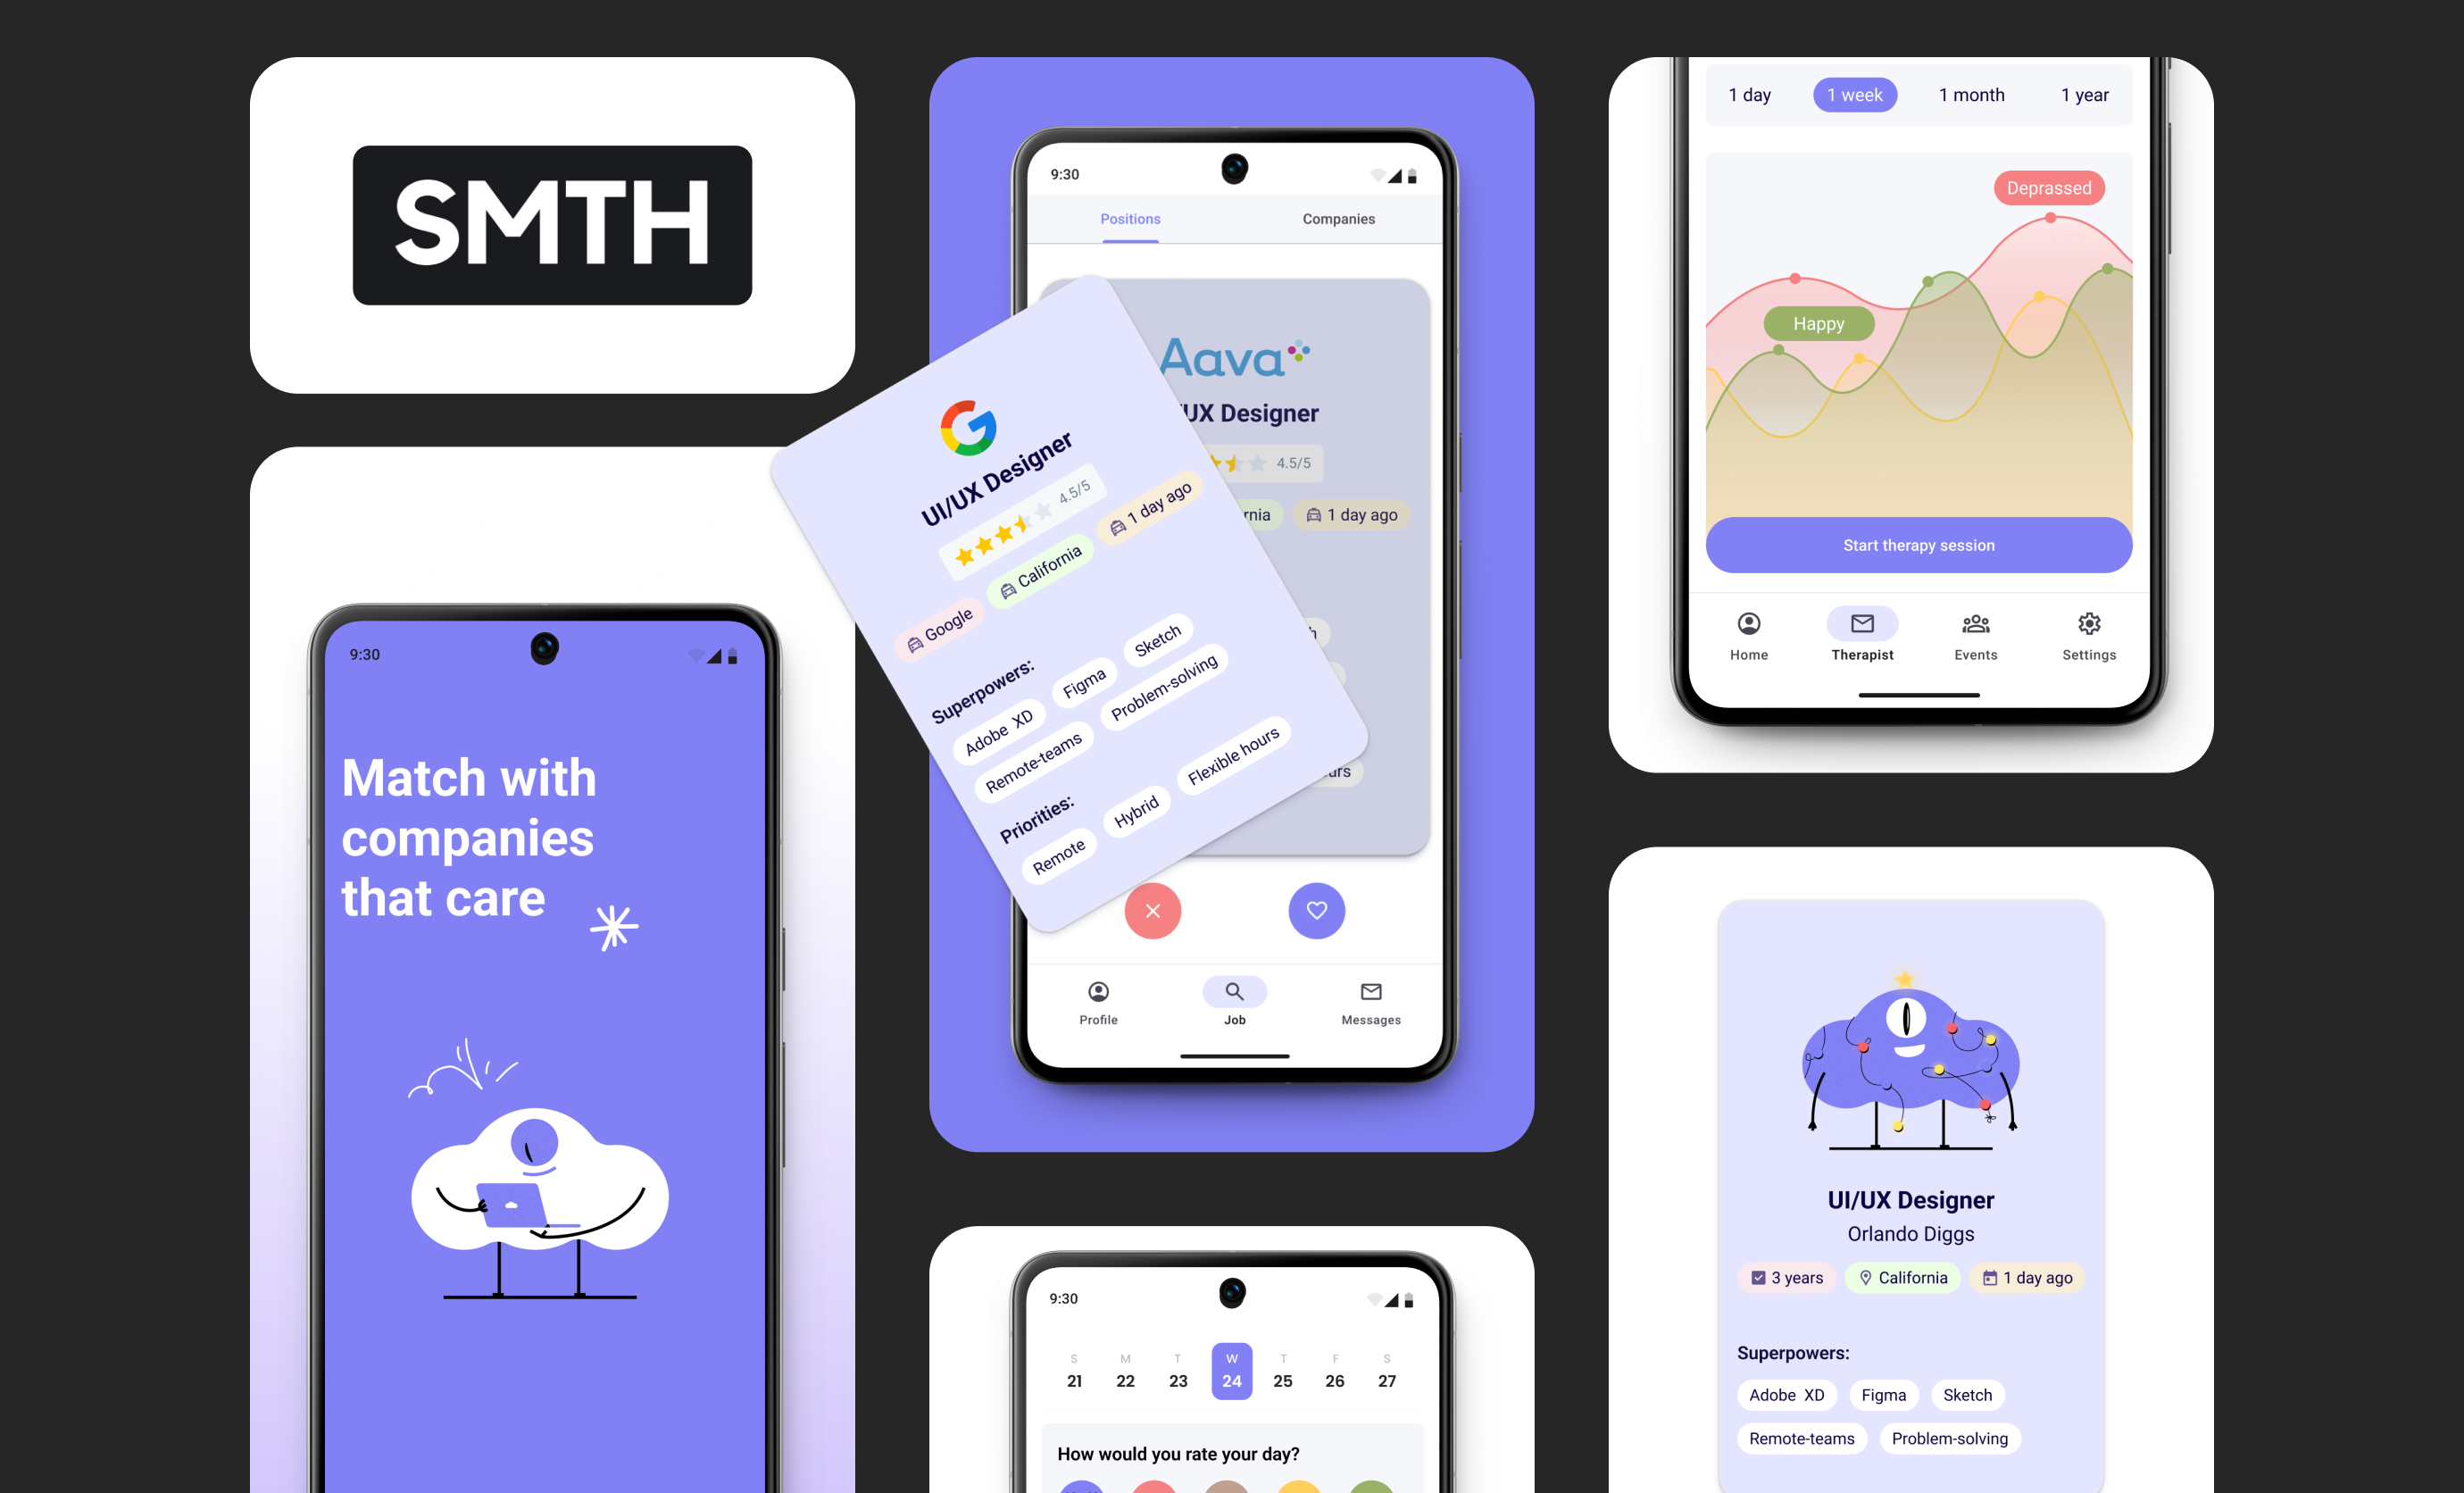 SMTH
9:30
Match with
companies
that care
9:30
Positions
Companies
Aava
UX Designer
4.5/5
1 day ago
UI/UX Designer
4.5/5
Google
California
1 day ago
Superpowers:
Adobe XD
Figma
Sketch
Remote-teams
Problem-solving
Priorities:
Remote
Hybrid
Flexible hours
Profile
Job
Messages
9:30
S M T W T F S
21 22 23 24 25 26 27
How would you rate your day?
1 day 1 week 1 month 1 year
Deprassed
Happy
Start therapy session
Home Therapist Events Settings
UI/UX Designer
Orlando Diggs
3 years California 1 day ago
Superpowers:
Adobe XD Figma Sketch
Remote-teams Problem-solving